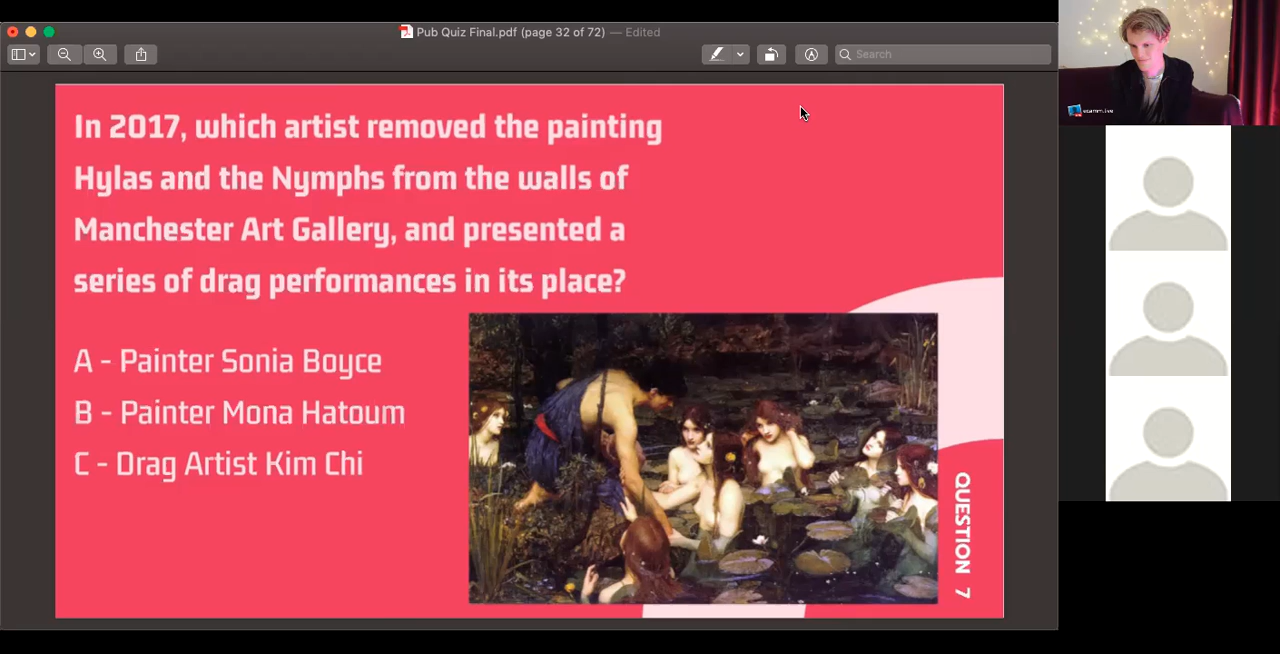 Pub Quiz Final.pdf (page 32 of 72) — Edited
Search
In 2017, which artist removed the painting
Hylas and the Nymphs from the walls of
Manchester Art Gallery, and presented a
series of drag performances in its place?
A - Painter Sonia Boyce
B - Painter Mona Hatoum
C - Drag Artist Kim Chi
QUESTION 7